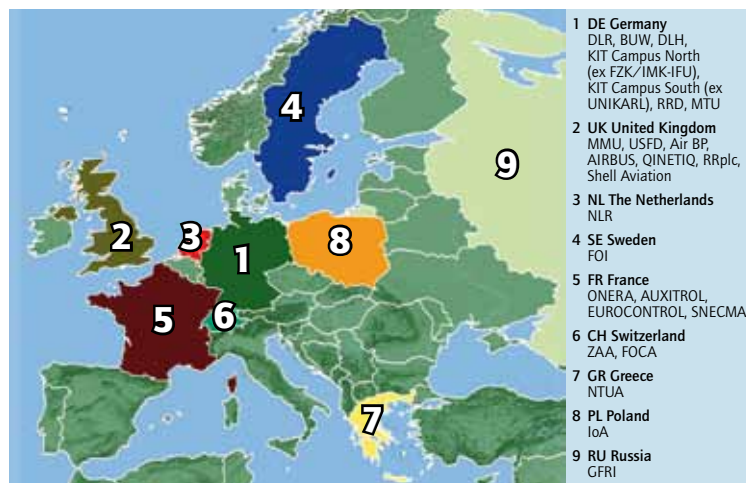 4
9
3
2
1
8
5
6
7
1 DE Germany
DLR, BUW, DLH,
KIT Campus North
(ex FZK/IMK-IFU),
KIT Campus South (ex
UNIKARL), RRD, MTU
2 UK United Kingdom
MMU, USFD, Air BP,
AIRBUS, QINETIQ, RRplc,
Shell Aviation
3 NL The Netherlands
NLR
4 SE Sweden
FOI
5 FR France
ONERA, AUXITROL,
EUROCONTROL, SNECMA
6 CH Switzerland
ZAA, FOCA
7 GR Greece
NTUA
8 PL Poland
IoA
9 RU Russia
GFRI